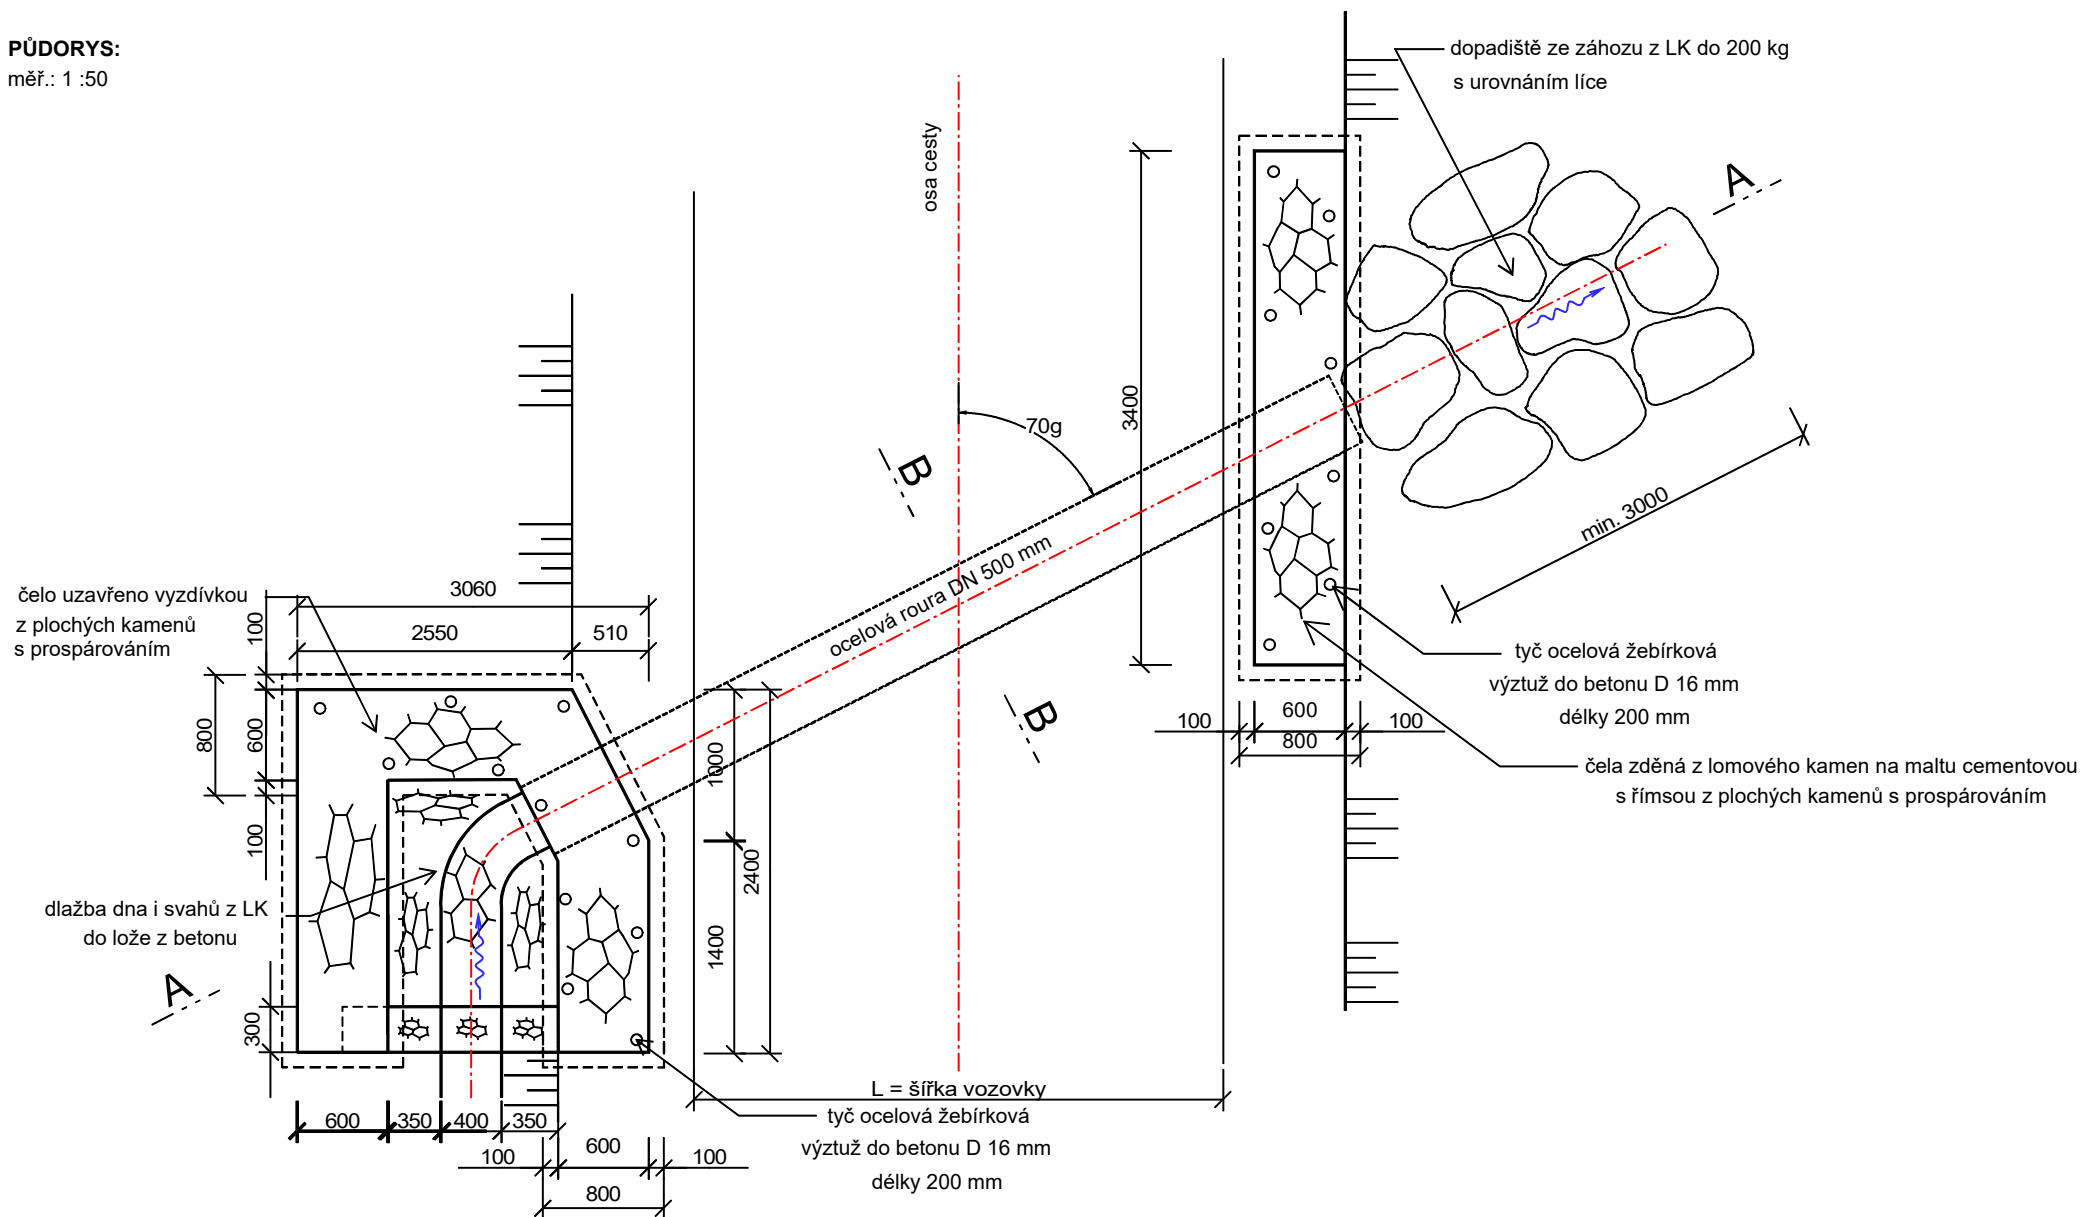 PŮDORYS:
měř.: 1 :50
dopadiště ze záhozu z LK do 200 kg
s urovnáním líce
osa cesty
A
70g
3400
B
min. 3000
ocelová roura DN 500 mm
čelo uzavřeno vyzdívkou
z plochých kamenů
s prospárováním
3060
2550
510
100
800
600
100
1000
2400
1400
B
tyč ocelová žebírková
výztuž do betonu D 16 mm
délky 200 mm
100
600
100
800
čela zděná z lomového kamen na maltu cementovou
s římsou z plochých kamenů s prospárováním
dlažba dna i svahů z LK
do lože z betonu
A
300
L = šířka vozovky
tyč ocelová žebírková
výztuž do betonu D 16 mm
délky 200 mm
600
350
400
350
100
600
100
800